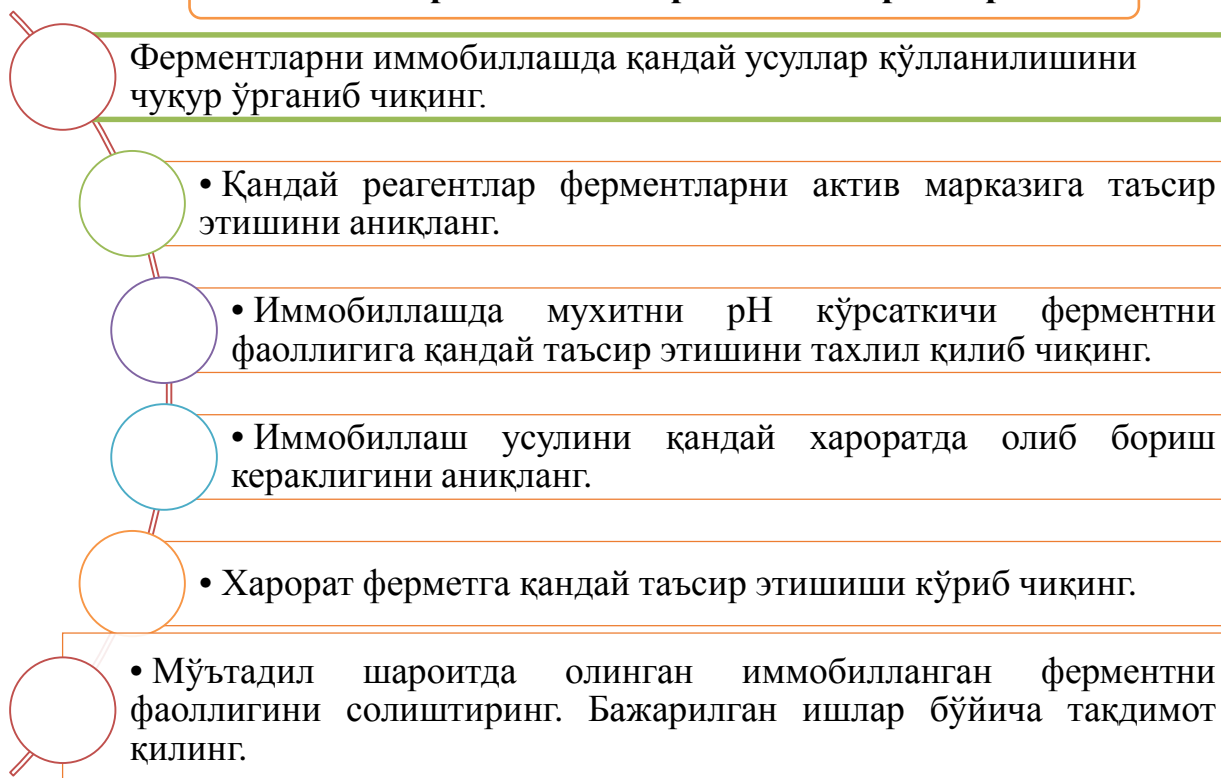 Ферментларни иммобиллашда қандай усуллар қўлланилишини
чуқур ўрганиб чиқинг.
• Қандай реагентлар ферментларни актив марказига таъсир
этишини аниқланг.
• Иммобиллашда мухитни рН кўрсаткичи ферментни
фаоллигига қандай таъсир этишини тахлил қилиб чиқинг.
• Иммобиллаш усулини қандай хароратда олиб бориш
кераклигини аниқланг.
• Харорат ферметга қандай таъсир этишиши кўриб чиқинг.
• Мўътадил шароитда олинган иммобилланган ферментни
фаоллигини солиштиринг. Бажарилган ишлар бўйича тақдимот
қилинг.